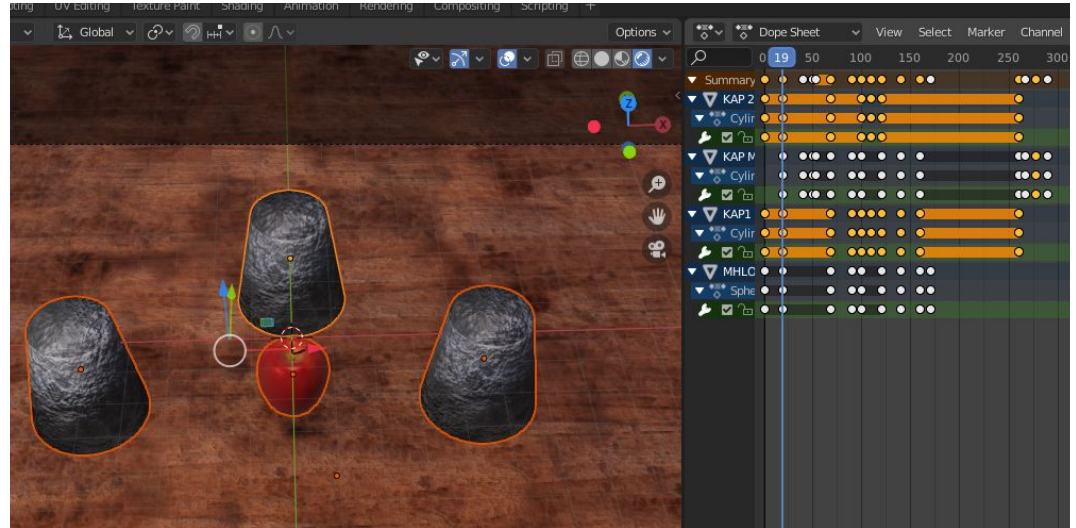 UV Editing Texture Paint Shading Animation Rendering Compositing Scripting +
Global Options Dope Sheet View Select Marker Channel
0 19 50 100 150 200 250 300
Summary
KAP 2
Cylir
KAP M
Cylir
KAP1
Cylir
MHLO
Sphe
Z
X